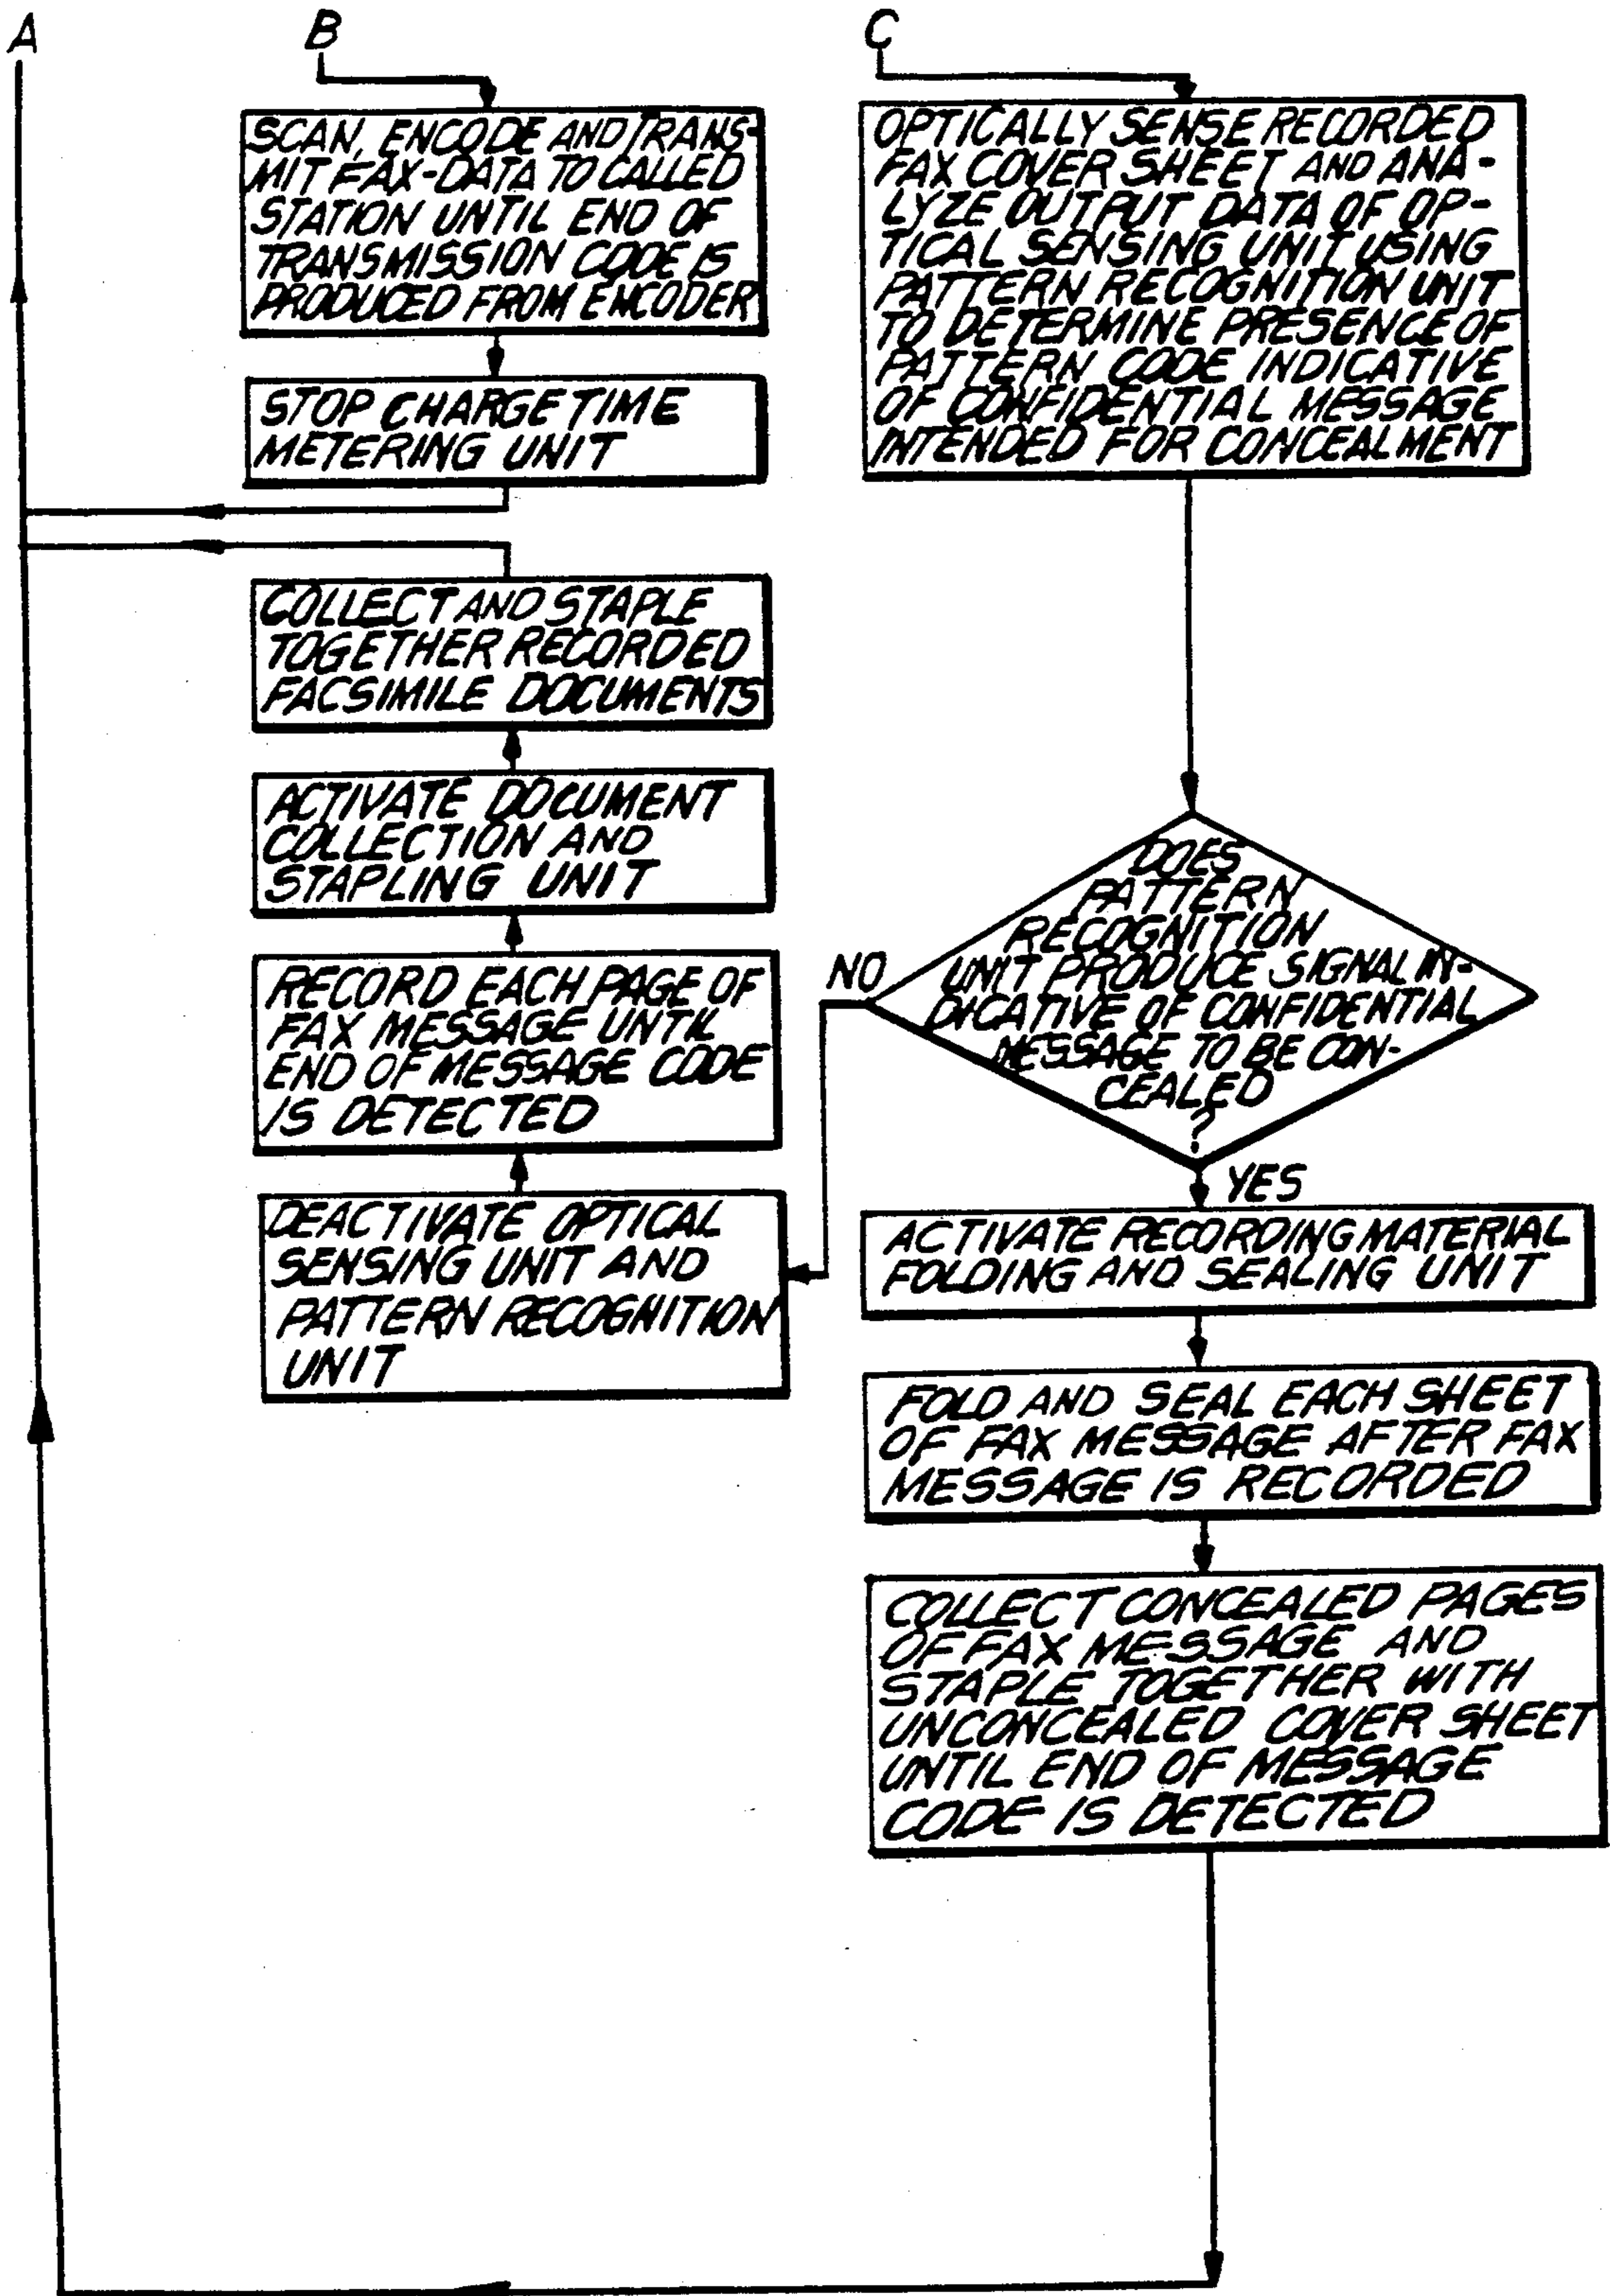 A
B
C
SCAN, ENCODE AND TRANS-
MIT FAX-DATA TO CALLED
STATION UNTIL END OF
TRANSMISSION CODE IS
PRODUCED FROM ENCODER
STOP CHARGE TIME
METERING UNIT
COLLECT AND STAPLE
TOGETHER RECORDED
FACSIMILE DOCUMENTS
ACTIVATE DOCUMENT
COLLECTION AND
STAPLING UNIT
RECORD EACH PAGE OF
FAX MESSAGE UNTIL
END OF MESSAGE CODE
IS DETECTED
DEACTIVATE OPTICAL
SENSING UNIT AND
PATTERN RECOGNITION
UNIT
OPTICALLY SENSE RECORDED
FAX COVER SHEET AND ANA-
LYZE OUTPUT DATA OF OP-
TICAL SENSING UNIT USING
PATTERN RECOGNITION UNIT
TO DETERMINE PRESENCE OF
PATTERN CODE INDICATIVE
OF CONFIDENTIAL MESSAGE
INTENDED FOR CONCEALMENT
DOES
PATTERN
RECOGNITION
UNIT PRODUCE SIGNAL IN-
DICATIVE OF CONFIDENTIAL
MESSAGE TO BE CON-
CEALED
?
NO
YES
ACTIVATE RECORDING MATERIAL
FOLDING AND SEALING UNIT
FOLD AND SEAL EACH SHEET
OF FAX MESSAGE AFTER FAX
MESSAGE IS RECORDED
COLLECT CONCEALED PAGES
OF FAX MESSAGE AND
STAPLE TOGETHER WITH
UNCONCEALED COVER SHEET
UNTIL END OF MESSAGE
CODE IS DETECTED